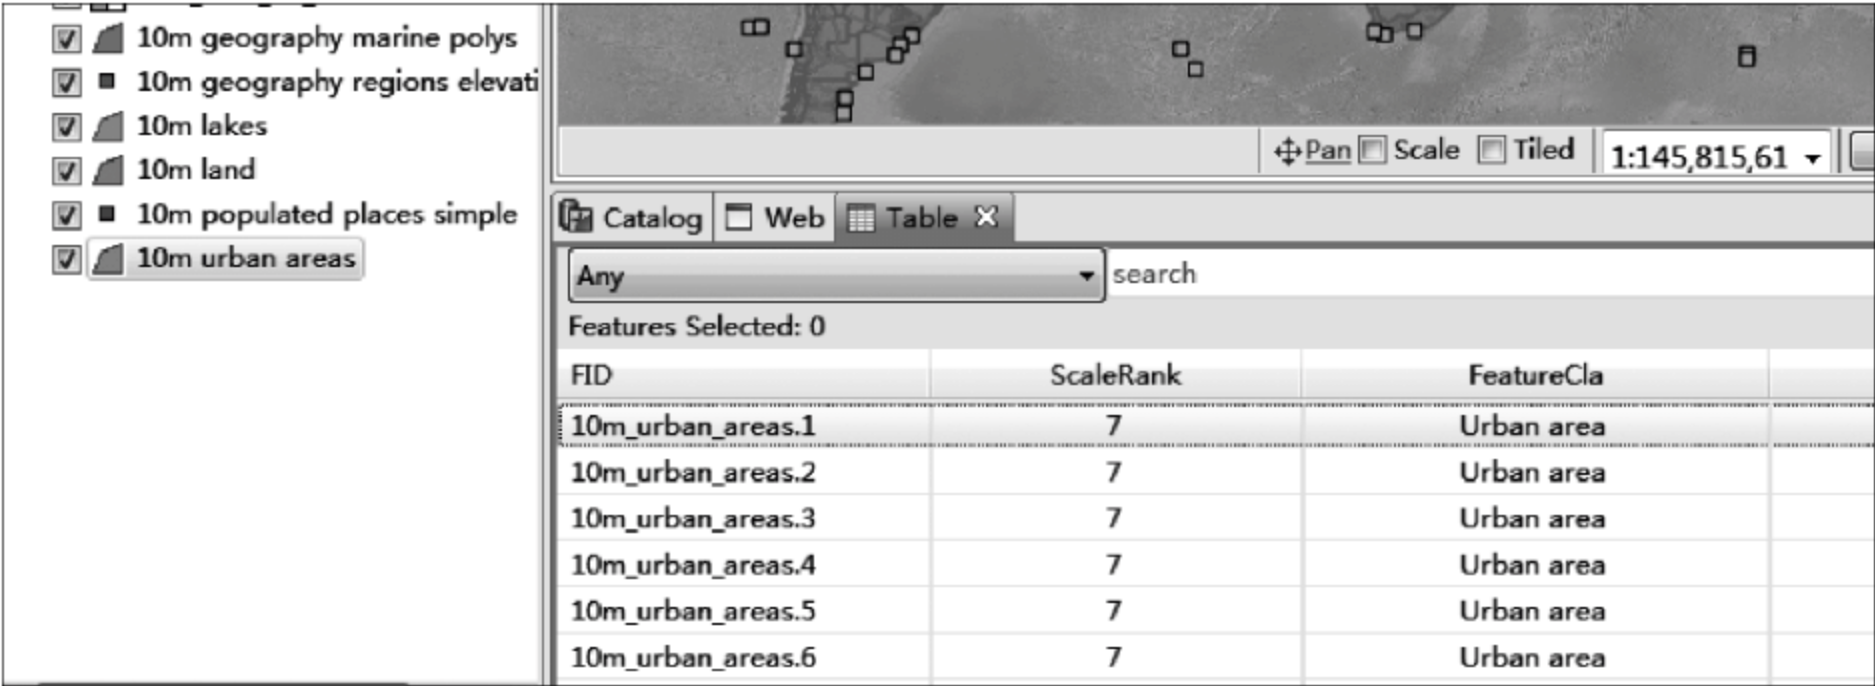 10m geography marine polys
10m geography regions elevati
10m lakes
10m land
10m populated places simple
10m urban areas
Pan Scale Tiled 1:145,815,61
Catalog Web Table
Any search
Features Selected: 0
FID ScaleRank FeatureCla
10m_urban_areas.1 7 Urban area
10m_urban_areas.2 7 Urban area
10m_urban_areas.3 7 Urban area
10m_urban_areas.4 7 Urban area
10m_urban_areas.5 7 Urban area
10m_urban_areas.6 7 Urban area